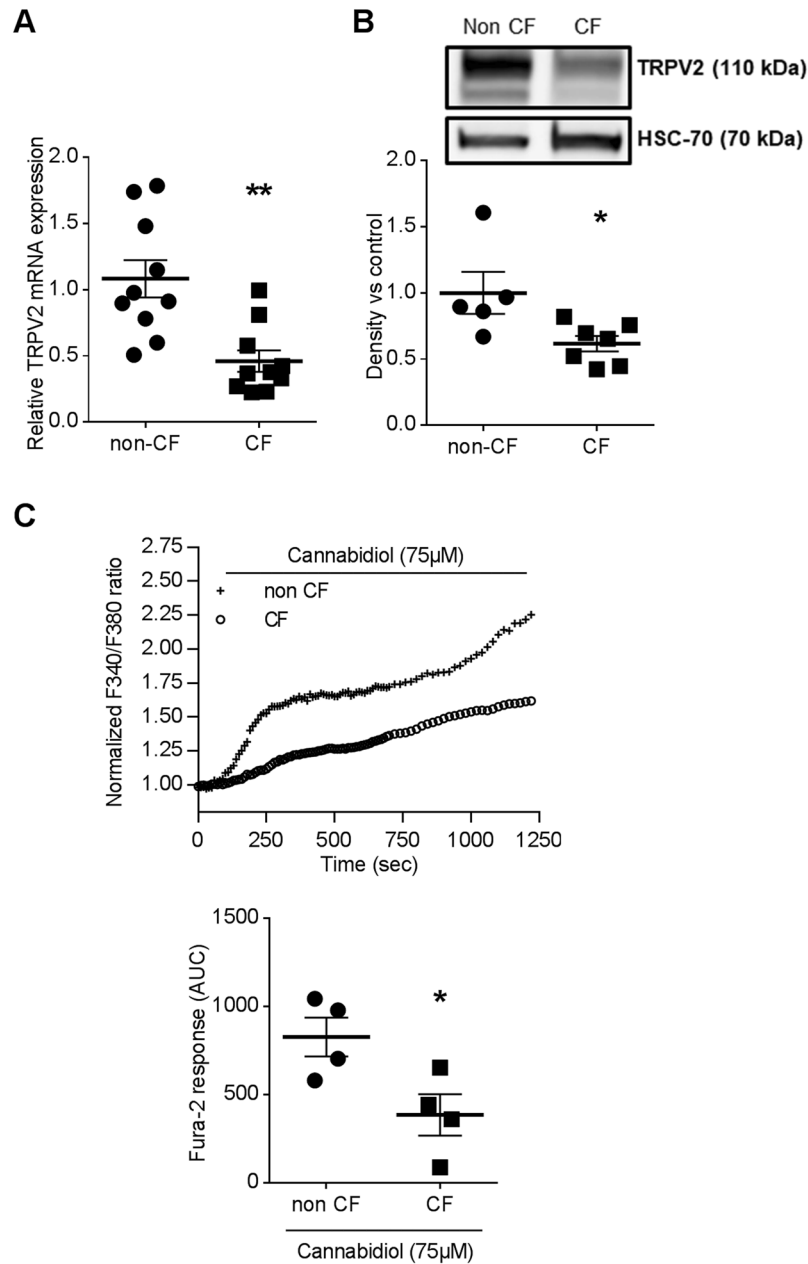 A
Relative TRPV2 mRNA expression
2.0
1.5
1.0
0.5
0.0
**
non-CF
CF
B
Non CF
CF
TRPV2 (110 kDa)
HSC-70 (70 kDa)
Density vs control
2.0
1.5
1.0
0.5
0.0
*
non-CF
CF
C
Normalized F340/F380 ratio
2.75
2.50
2.25
2.00
1.75
1.50
1.25
1.00
Cannabidiol (75µM)
non CF
CF
0
250
500
750
1000
1250
Time (sec)
Fura-2 response (AUC)
1500
1000
500
0
*
non CF
CF
Cannabidiol (75µM)